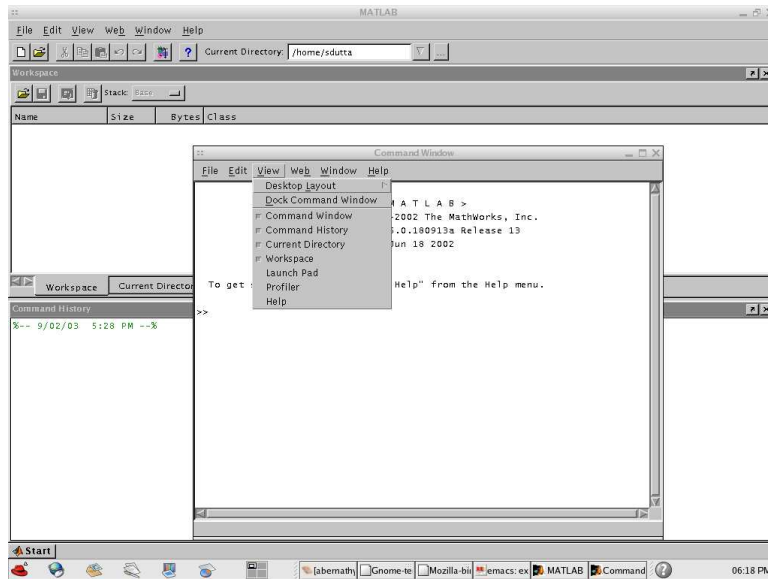 MATLAB
File Edit View Web Window Help
Current Directory: /home/sdutta ...
Workspace
Stack: Base
Name Size Bytes Class
Command Window
File Edit View Web Window Help
Desktop Layout
Dock Command Window
Command Window
Command History
Current Directory
Workspace
Launch Pad
Profiler
Help
M A T L A B >
-2002 The MathWorks, Inc.
.0.180913a Release 13
Jun 18 2002
To get Help" from the Help menu.
>>
Workspace Current Director
Command History
%-- 9/02/03 5:28 PM --%
Start
[abernathy Gnome-te Mozilla-bin emacs: ex MATLAB Command 06:18 PM